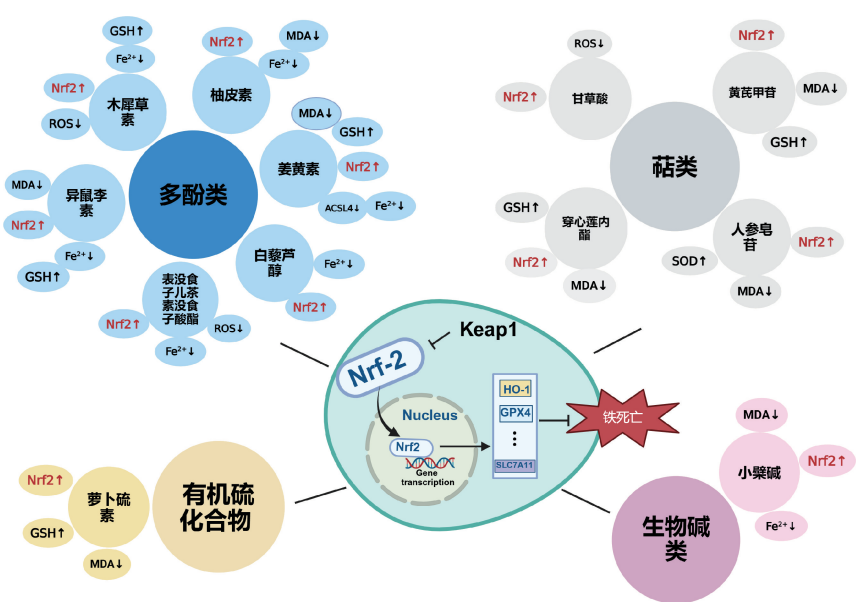 GSH↑
Fe²⁺↓
Nrf2↑
ROS↓
木犀草
素
Nrf2↑
MDA↓
Fe²⁺↓
柚皮素
MDA↓
GSH↑
Nrf2↑
ACSL4↓
Fe²⁺↓
姜黄素
多酚类
MDA↓
Nrf2↑
Fe²⁺↓
GSH↑
异鼠李
素
白藜芦
醇
Fe²⁺↓
Nrf2↑
表没食
子儿茶
素没食
子酸酯
Nrf2↑
Fe²⁺↓
ROS↓
ROS↓
Nrf2↑
甘草酸
Nrf2↑
MDA↓
GSH↑
黄芪甲苷
萜类
GSH↑
Nrf2↑
MDA↓
穿心莲内
酯
人参皂
苷
Nrf2↑
SOD↑
MDA↓
Keap1
Nrf-2
Nucleus
Nrf2
Gene
transcription
HO-1
GPX4
⋮
SLC7A11
铁死亡
Nrf2↑
GSH↑
MDA↓
萝卜硫
素
有机硫
化合物
MDA↓
Nrf2↑
Fe²⁺↓
小檗碱
生物碱
类